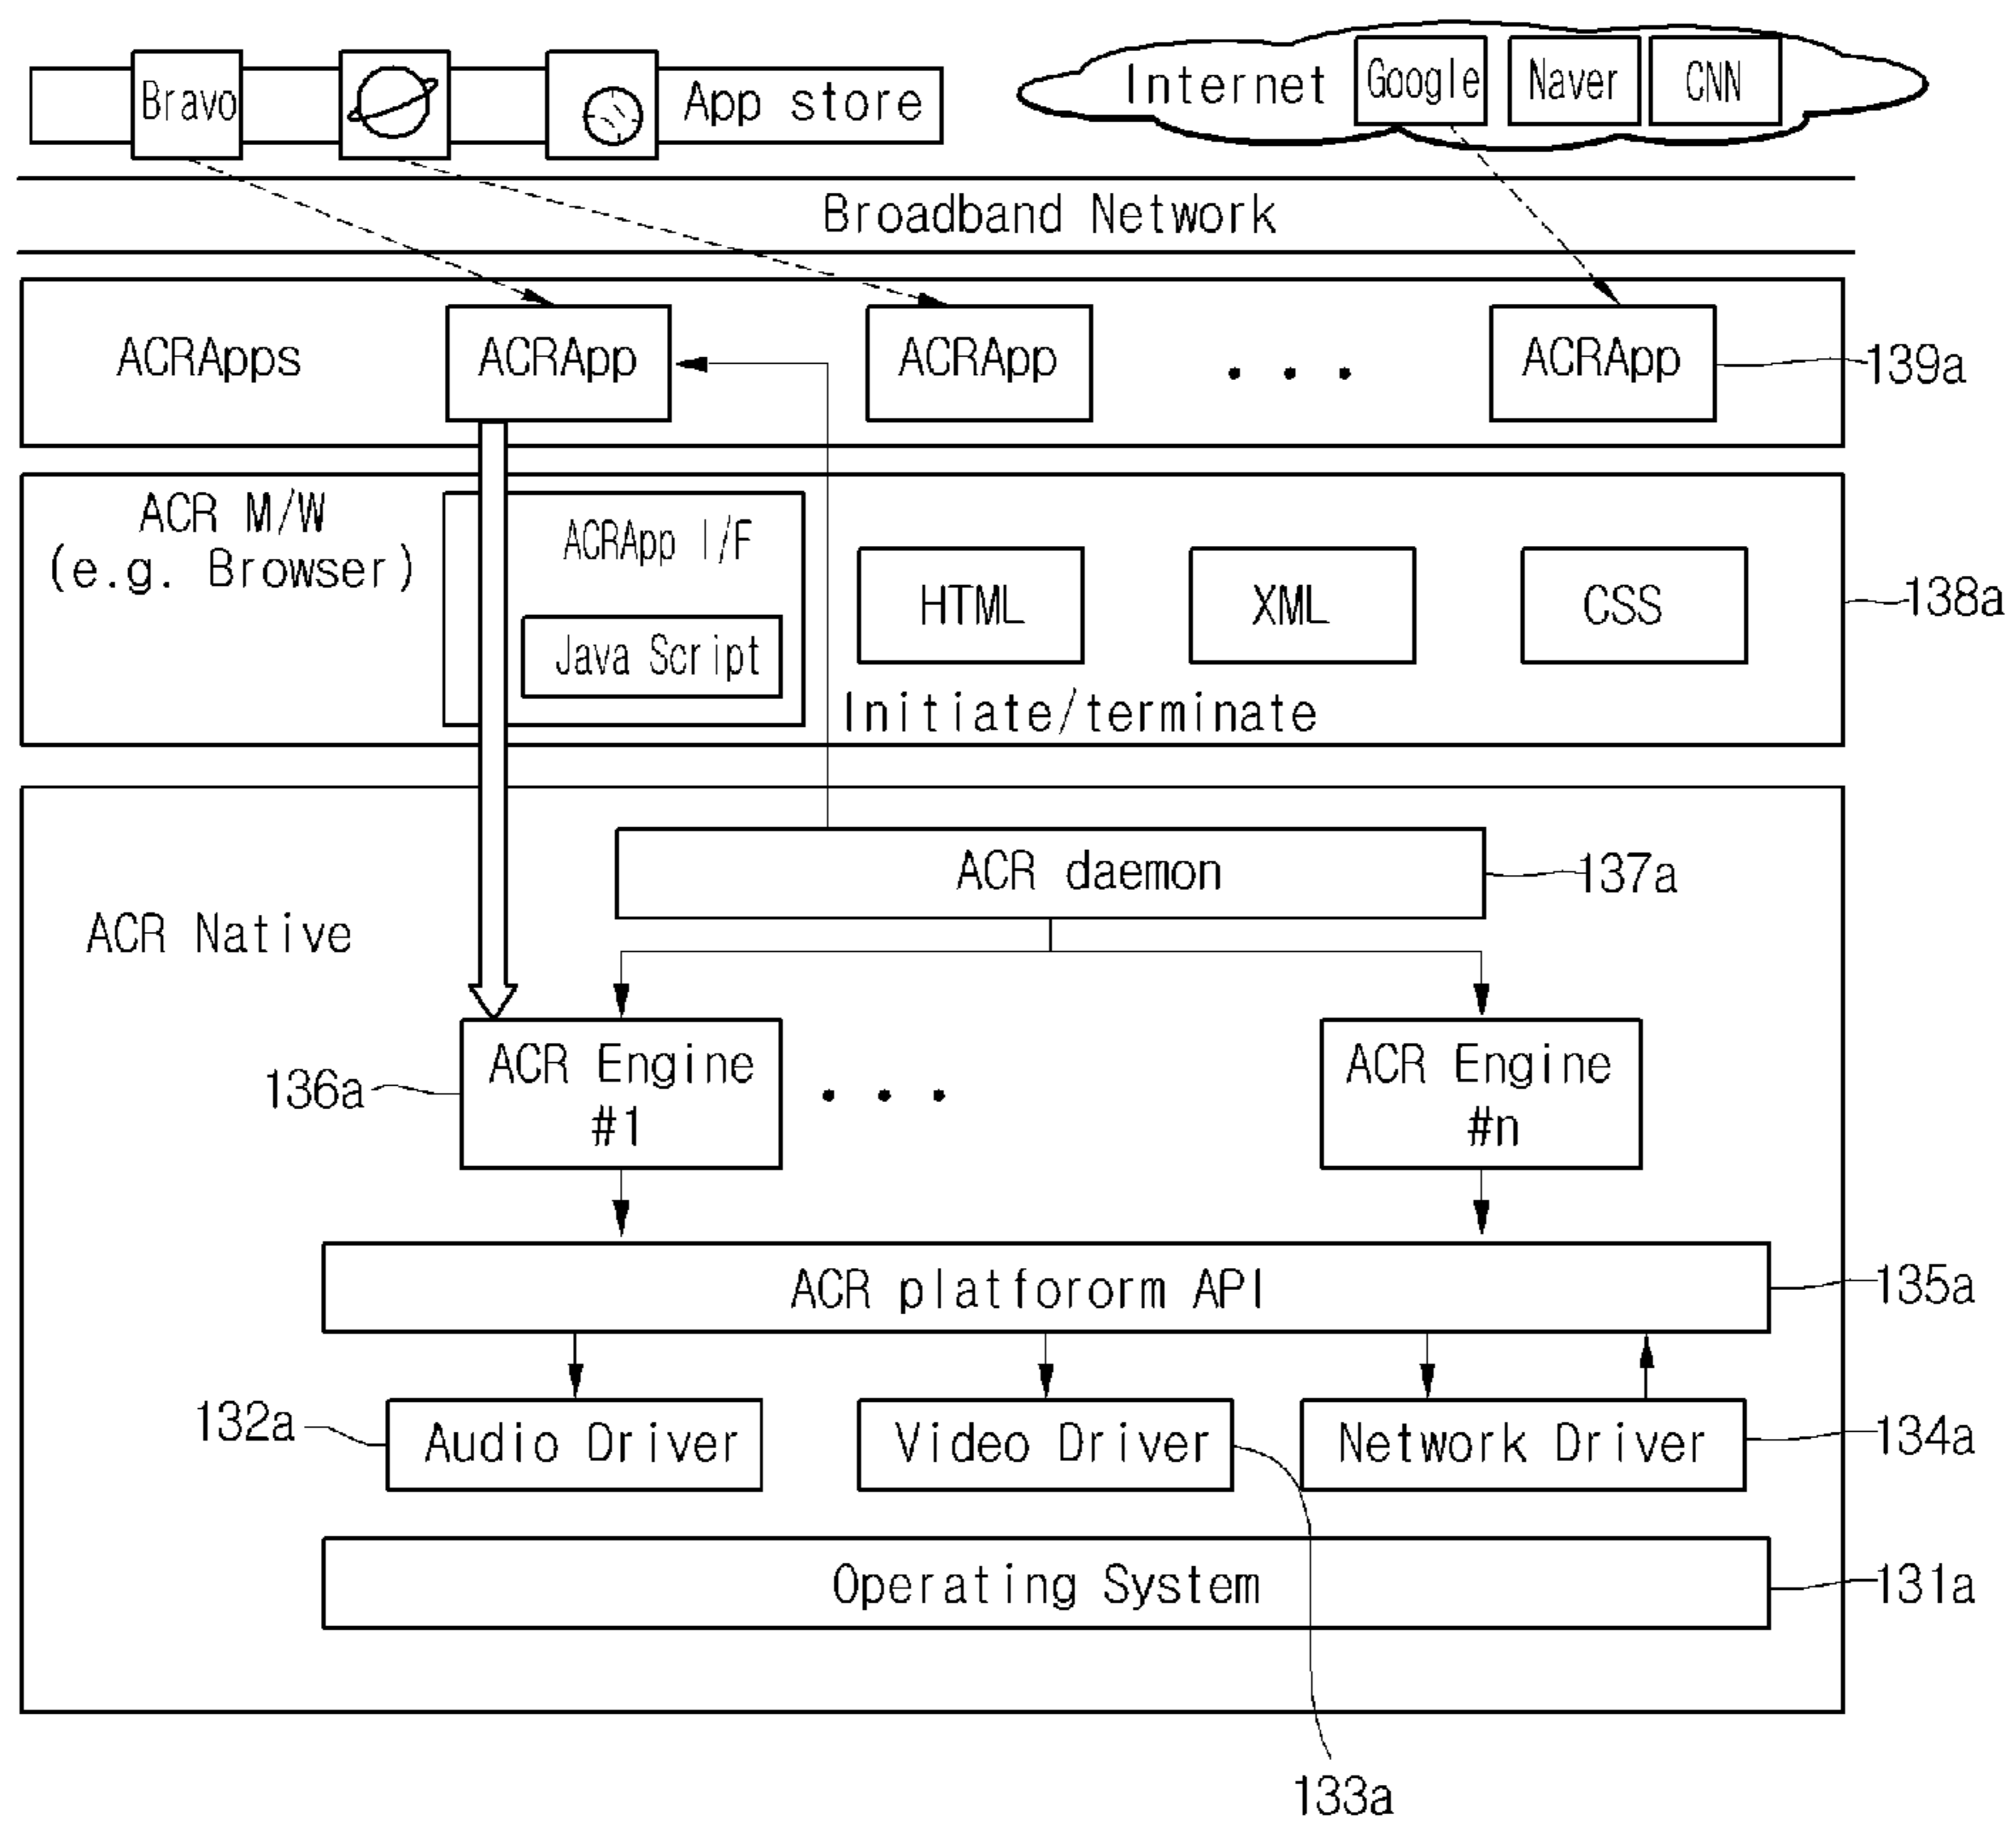 Bravo
App store
Internet
Google
Naver
CNN
Broadband Network
ACRApps
ACRApp
ACRApp
ACRApp
139a
ACR M/W
(e.g. Browser)
ACRApp I/F
Java Script
HTML
XML
CSS
138a
Initiate/terminate
ACR daemon
137a
ACR Native
136a
ACR Engine
#1
ACR Engine
#n
ACR platfororm API
135a
132a
Audio Driver
Video Driver
Network Driver
134a
Operating System
131a
133a